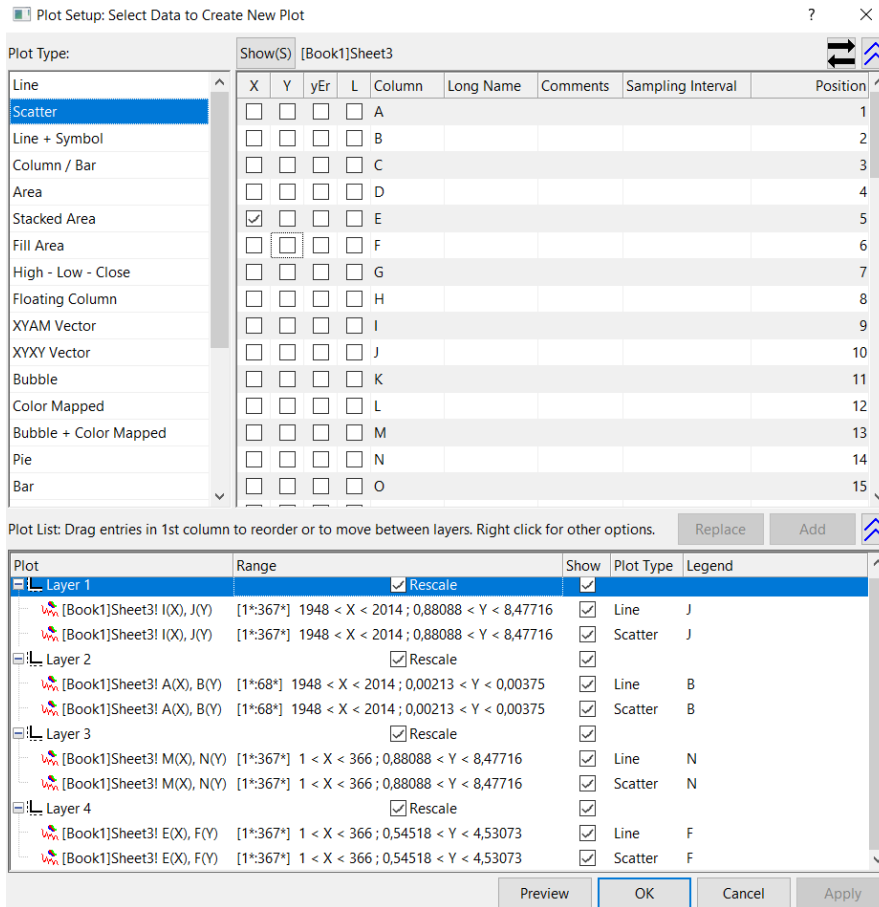 Plot Setup: Select Data to Create New Plot
Plot Type:
Show(S) [Book1]Sheet3
Line
Scatter
Line + Symbol
Column / Bar
Area
Stacked Area
Fill Area
High - Low - Close
Floating Column
XYAM Vector
XYXY Vector
Bubble
Color Mapped
Bubble + Color Mapped
Pie
Bar
X Y yEr L Column Long Name Comments Sampling Interval Position
A 1
B 2
C 3
D 4
E 5
F 6
G 7
H 8
I 9
J 10
K 11
L 12
M 13
N 14
O 15
Plot List: Drag entries in 1st column to reorder or to move between layers. Right click for other options. Replace Add
Plot Range Show Plot Type Legend
Layer 1 Rescale
[Book1]Sheet3! I(X), J(Y) [1*:367*] 1948 < X < 2014 ; 0,88088 < Y < 8,47716 Line J
[Book1]Sheet3! I(X), J(Y) [1*:367*] 1948 < X < 2014 ; 0,88088 < Y < 8,47716 Scatter J
Layer 2 Rescale
[Book1]Sheet3! A(X), B(Y) [1*:68*] 1948 < X < 2014 ; 0,00213 < Y < 0,00375 Line B
[Book1]Sheet3! A(X), B(Y) [1*:68*] 1948 < X < 2014 ; 0,00213 < Y < 0,00375 Scatter B
Layer 3 Rescale
[Book1]Sheet3! M(X), N(Y) [1*:367*] 1 < X < 366 ; 0,88088 < Y < 8,47716 Line N
[Book1]Sheet3! M(X), N(Y) [1*:367*] 1 < X < 366 ; 0,88088 < Y < 8,47716 Scatter N
Layer 4 Rescale
[Book1]Sheet3! E(X), F(Y) [1*:367*] 1 < X < 366 ; 0,54518 < Y < 4,53073 Line F
[Book1]Sheet3! E(X), F(Y) [1*:367*] 1 < X < 366 ; 0,54518 < Y < 4,53073 Scatter F
Preview OK Cancel Apply